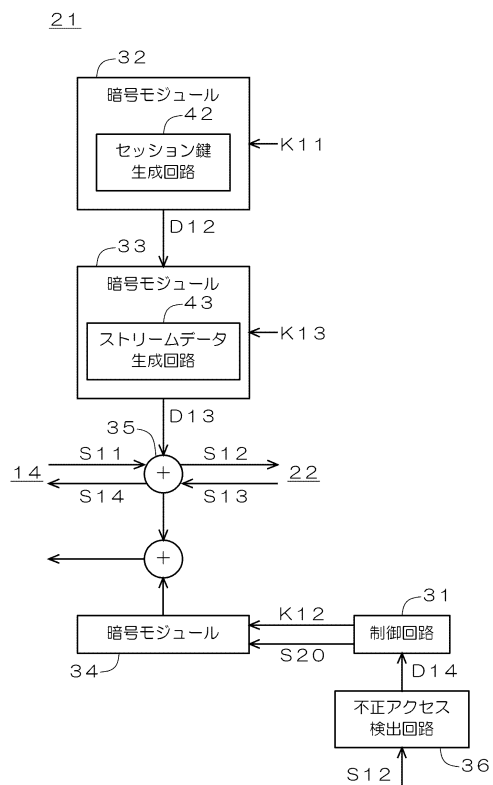 21
32
暗号モジュール
42
セッション鍵
生成回路
K11
D12
33
暗号モジュール
43
ストリームデータ
生成回路
K13
D13
35
S11
S12
14
+
22
S14
S13
+
暗号モジュール
34
K12
S20
31
制御回路
D14
不正アクセス
検出回路
36
S12